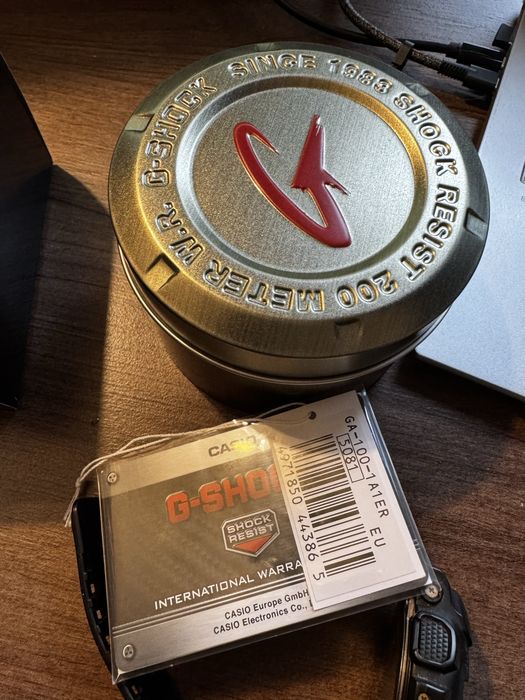 G-SHOCK SINCE 1983 SHOCK RESIST 200 METER W.R.
CASIO
G-SHO
SHOCK
RESIST
INTERNATIONAL WARRA
CASIO Europe GmbH
CASIO Electronics Co.,
GA-100-1A1ER EU
5081
4971850 44386 5